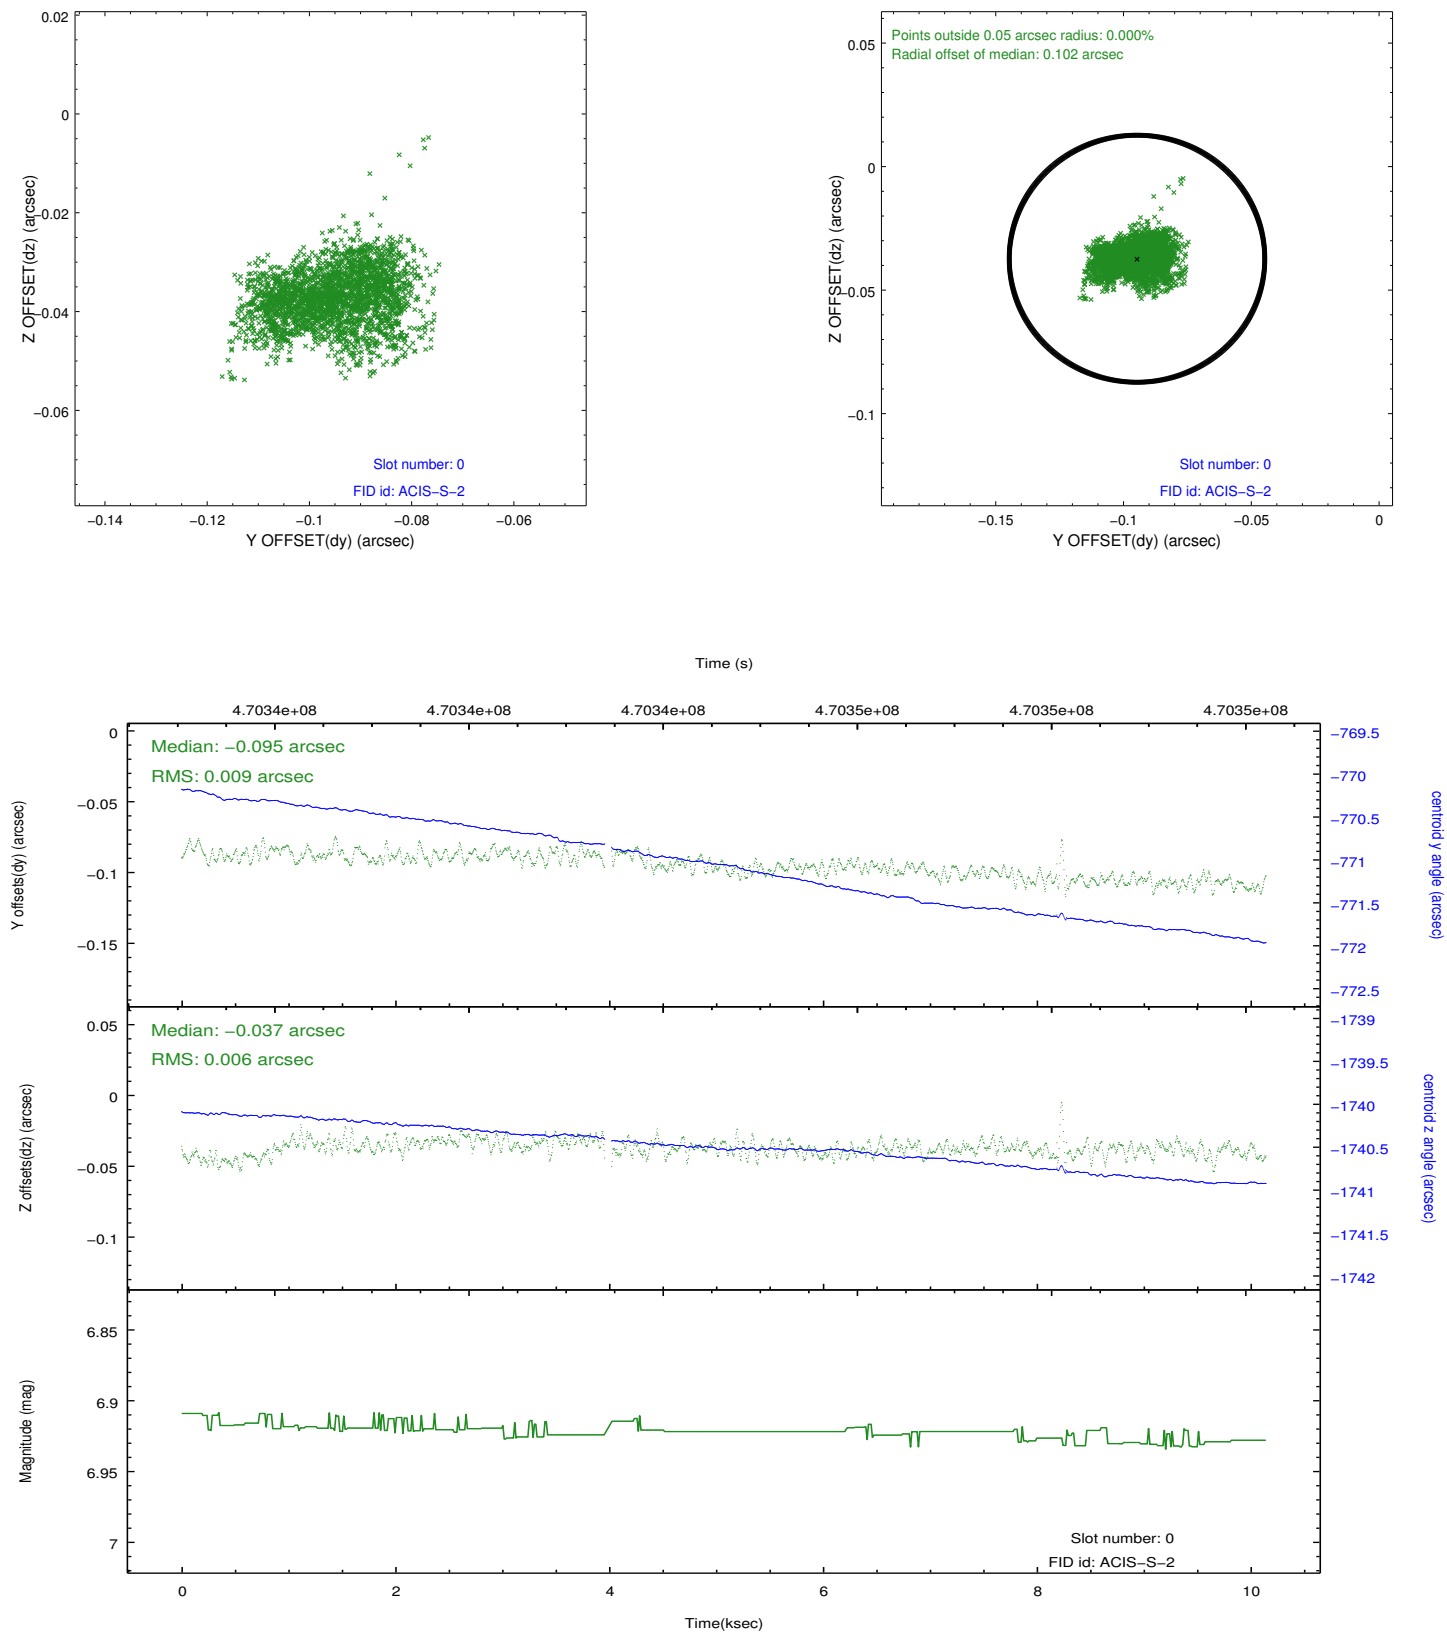 0.02
0
−0.02
−0.04
−0.06
Z OFFSET(dz) (arcsec)
Slot number: 0
FID id: ACIS−S−2
−0.14
−0.12
−0.1
−0.08
−0.06
Y OFFSET(dy) (arcsec)
Points outside 0.05 arcsec radius: 0.000%
Radial offset of median: 0.102 arcsec
0.05
0
−0.05
−0.1
Z OFFSET(dz) (arcsec)
Slot number: 0
FID id: ACIS−S−2
−0.15
−0.1
−0.05
0
Y OFFSET(dy) (arcsec)
Time (s)
4.7034e+08
4.7034e+08
4.7034e+08
4.7035e+08
4.7035e+08
4.7035e+08
Median: −0.095 arcsec
RMS: 0.009 arcsec
0
−0.05
−0.1
−0.15
Y offsets(dy) (arcsec)
−769.5
−770
−770.5
−771
−771.5
−772
−772.5
centroid y angle (arcsec)
Median: −0.037 arcsec
RMS: 0.006 arcsec
0.05
0
−0.05
−0.1
Z offsets(dz) (arcsec)
−1739
−1739.5
−1740
−1740.5
−1741
−1741.5
−1742
centroid z angle (arcsec)
6.85
6.9
6.95
7
Magnitude (mag)
Slot number: 0
FID id: ACIS−S−2
0
2
4
6
8
10
Time(ksec)